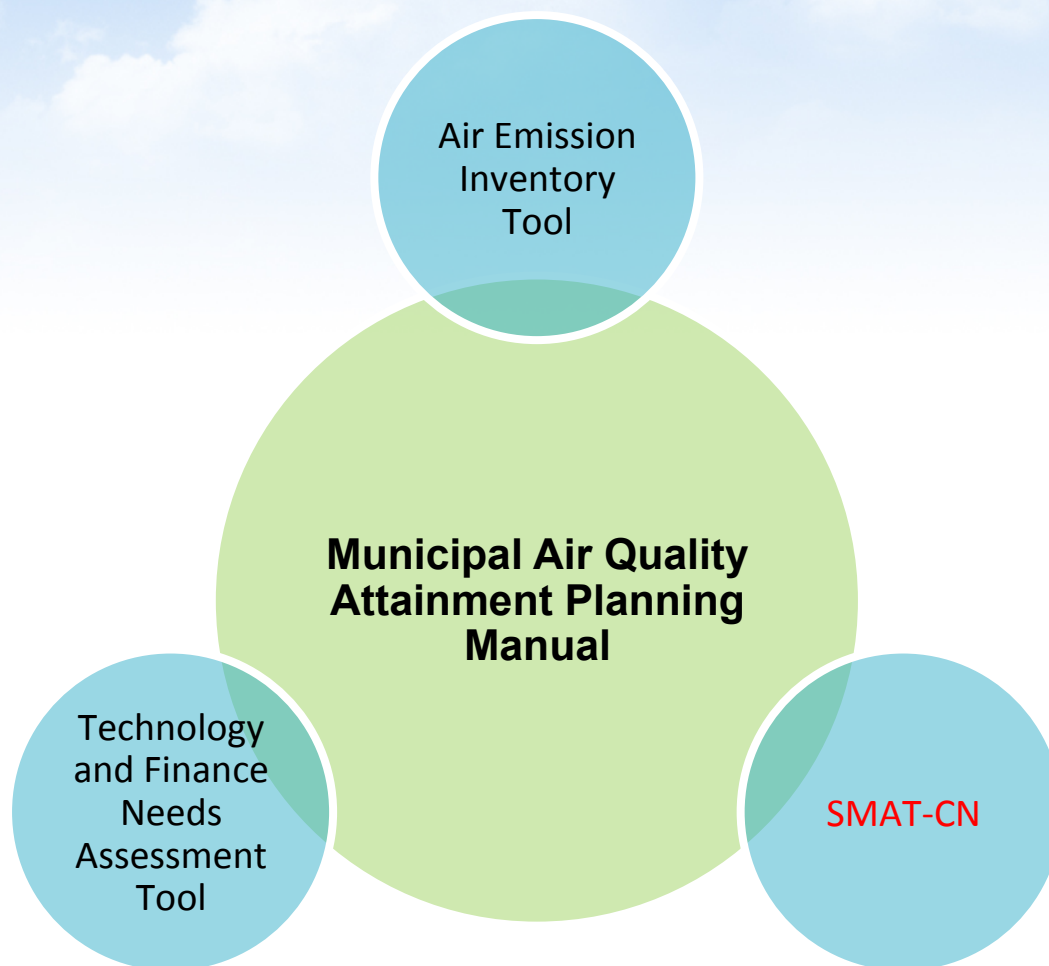 Air Emission
Inventory
Tool
Municipal Air Quality
Attainment Planning
Manual
Technology
and Finance
Needs
Assessment
Tool
SMAT-CN